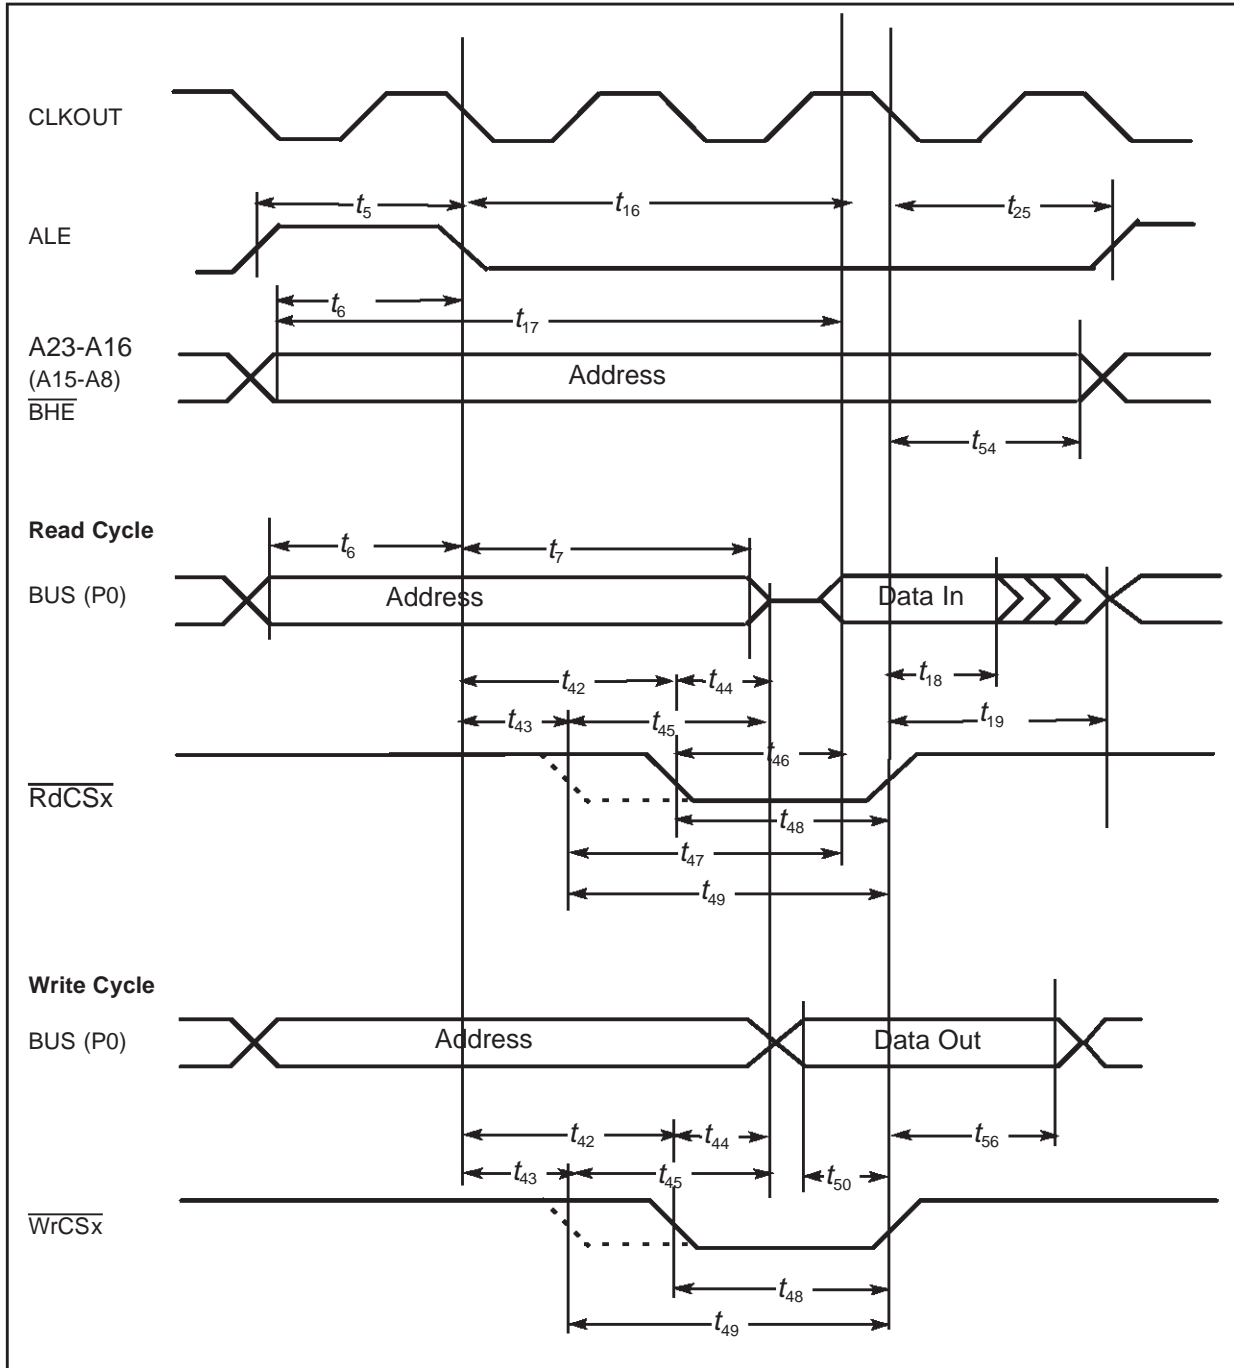 CLKOUT
t5 t16 t25
ALE
t6
t17
A23-A16
(A15-A8)
BHE
Address
t54
Read Cycle
t6 t7
BUS (P0)
Address Data In
t18
t42 t44
t43 t45 t19
t46
RdCSx
t48
t47
t49
Write Cycle
BUS (P0)
Address Data Out
t42 t44 t56
t43 t45 t50
WrCSx
t48
t49